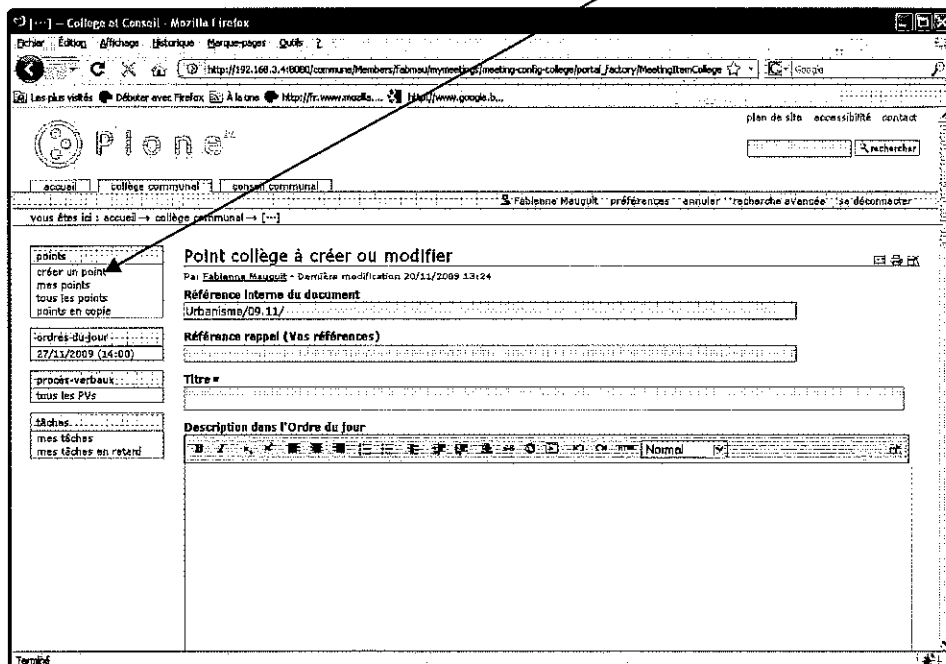 [···] – Collège et Conseil - Mozilla Firefox
Fichier Édition Affichage Historique Marque-pages Outils ?
http://192.168.3.4:8080/commune/Members/fabmau/mymeetings/meeting-config-college/portal_factory/MeetingItemCollege Google
Les plus visités Débuter avec Firefox À la une http://fr.www.mozilla.... http://www.google.b...
plan de site accessibilité contact
Plone
rechercher
accueil collège communal conseil communal
Fabienne Mauguit préférences annuler recherche avancée se déconnecter
vous êtes ici : accueil → collège communal → [···]
points
créer un point
mes points
tous les points
points en copie
ordres du jour
27/11/2009 (14:00)
procès-verbaux
tous les PVs
tâches
mes tâches
mes tâches en retard
Point collège à créer ou modifier
Par Fabienne Mauguit - Dernière modification 20/11/2009 13:24
Référence interne du document
Urbanisme/09.11/
Référence rappel (Vos références)
Titre
Description dans l'Ordre du jour
B I Normal
Terminé